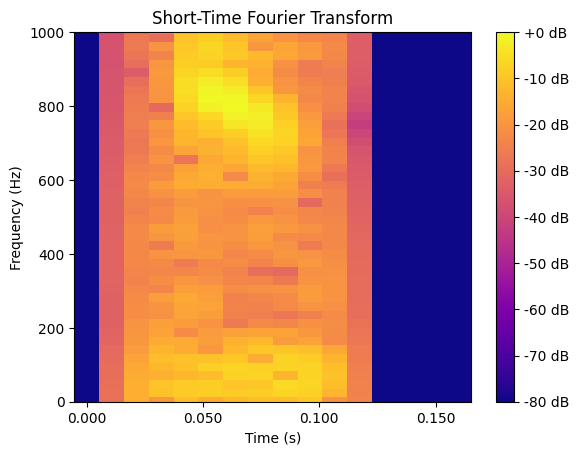 Short-Time Fourier Transform
1000
800
600
400
200
0
Frequency (Hz)
0.000
0.050
0.100
0.150
Time (s)
+0 dB
-10 dB
-20 dB
-30 dB
-40 dB
-50 dB
-60 dB
-70 dB
-80 dB